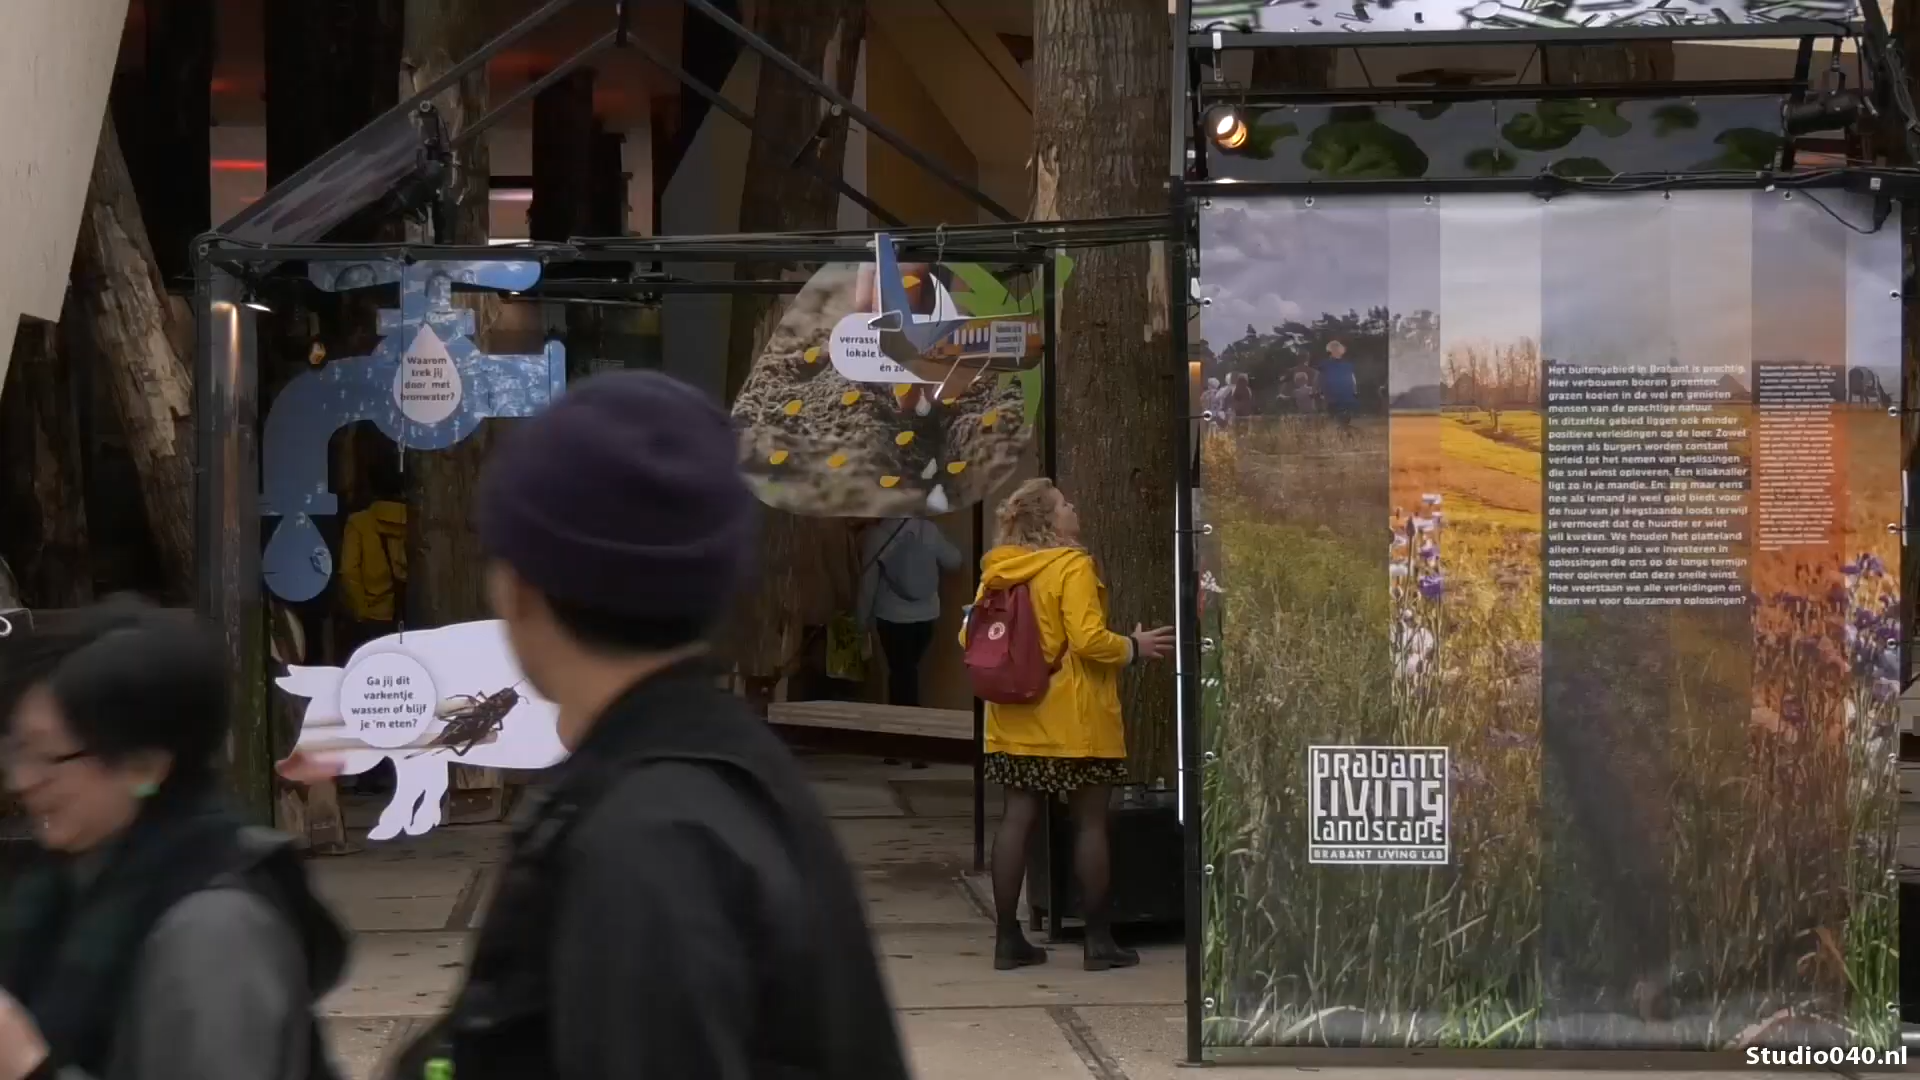 Waarom
trek jij
door met
bronwater?
lokale
én zo
Ga jij dit
varkentje
wassen of blijf
je 'm eten?
Het buitengebied in Brabant is prachtig.
Hier verbouwen boeren groenten,
grazen koeien in de wei en genieten
mensen van de prachtige natuur.
In ditzelfde gebied liggen ook minder
positieve verleidingen op de loer. Zowel
boeren als burgers worden constant
verleid tot het nemen van beslissingen
die snel winst opleveren. Een kiloknaller
ligt zo in je mandje. En: zeg maar eens
nee als iemand je veel geld biedt voor
de huur van je leegstaande loods terwijl
je vermoedt dat de huurder er wiet
wil kweken. We houden het platteland
alleen levendig als we investeren in
oplossingen die ons op de lange termijn
meer opleveren dan deze snelle winst.
Hoe weerstaan we alle verleidingen en
kiezen we voor duurzamere oplossingen?
brabant
living
landscape
BRABANT LIVING LAB
Studio040.nl